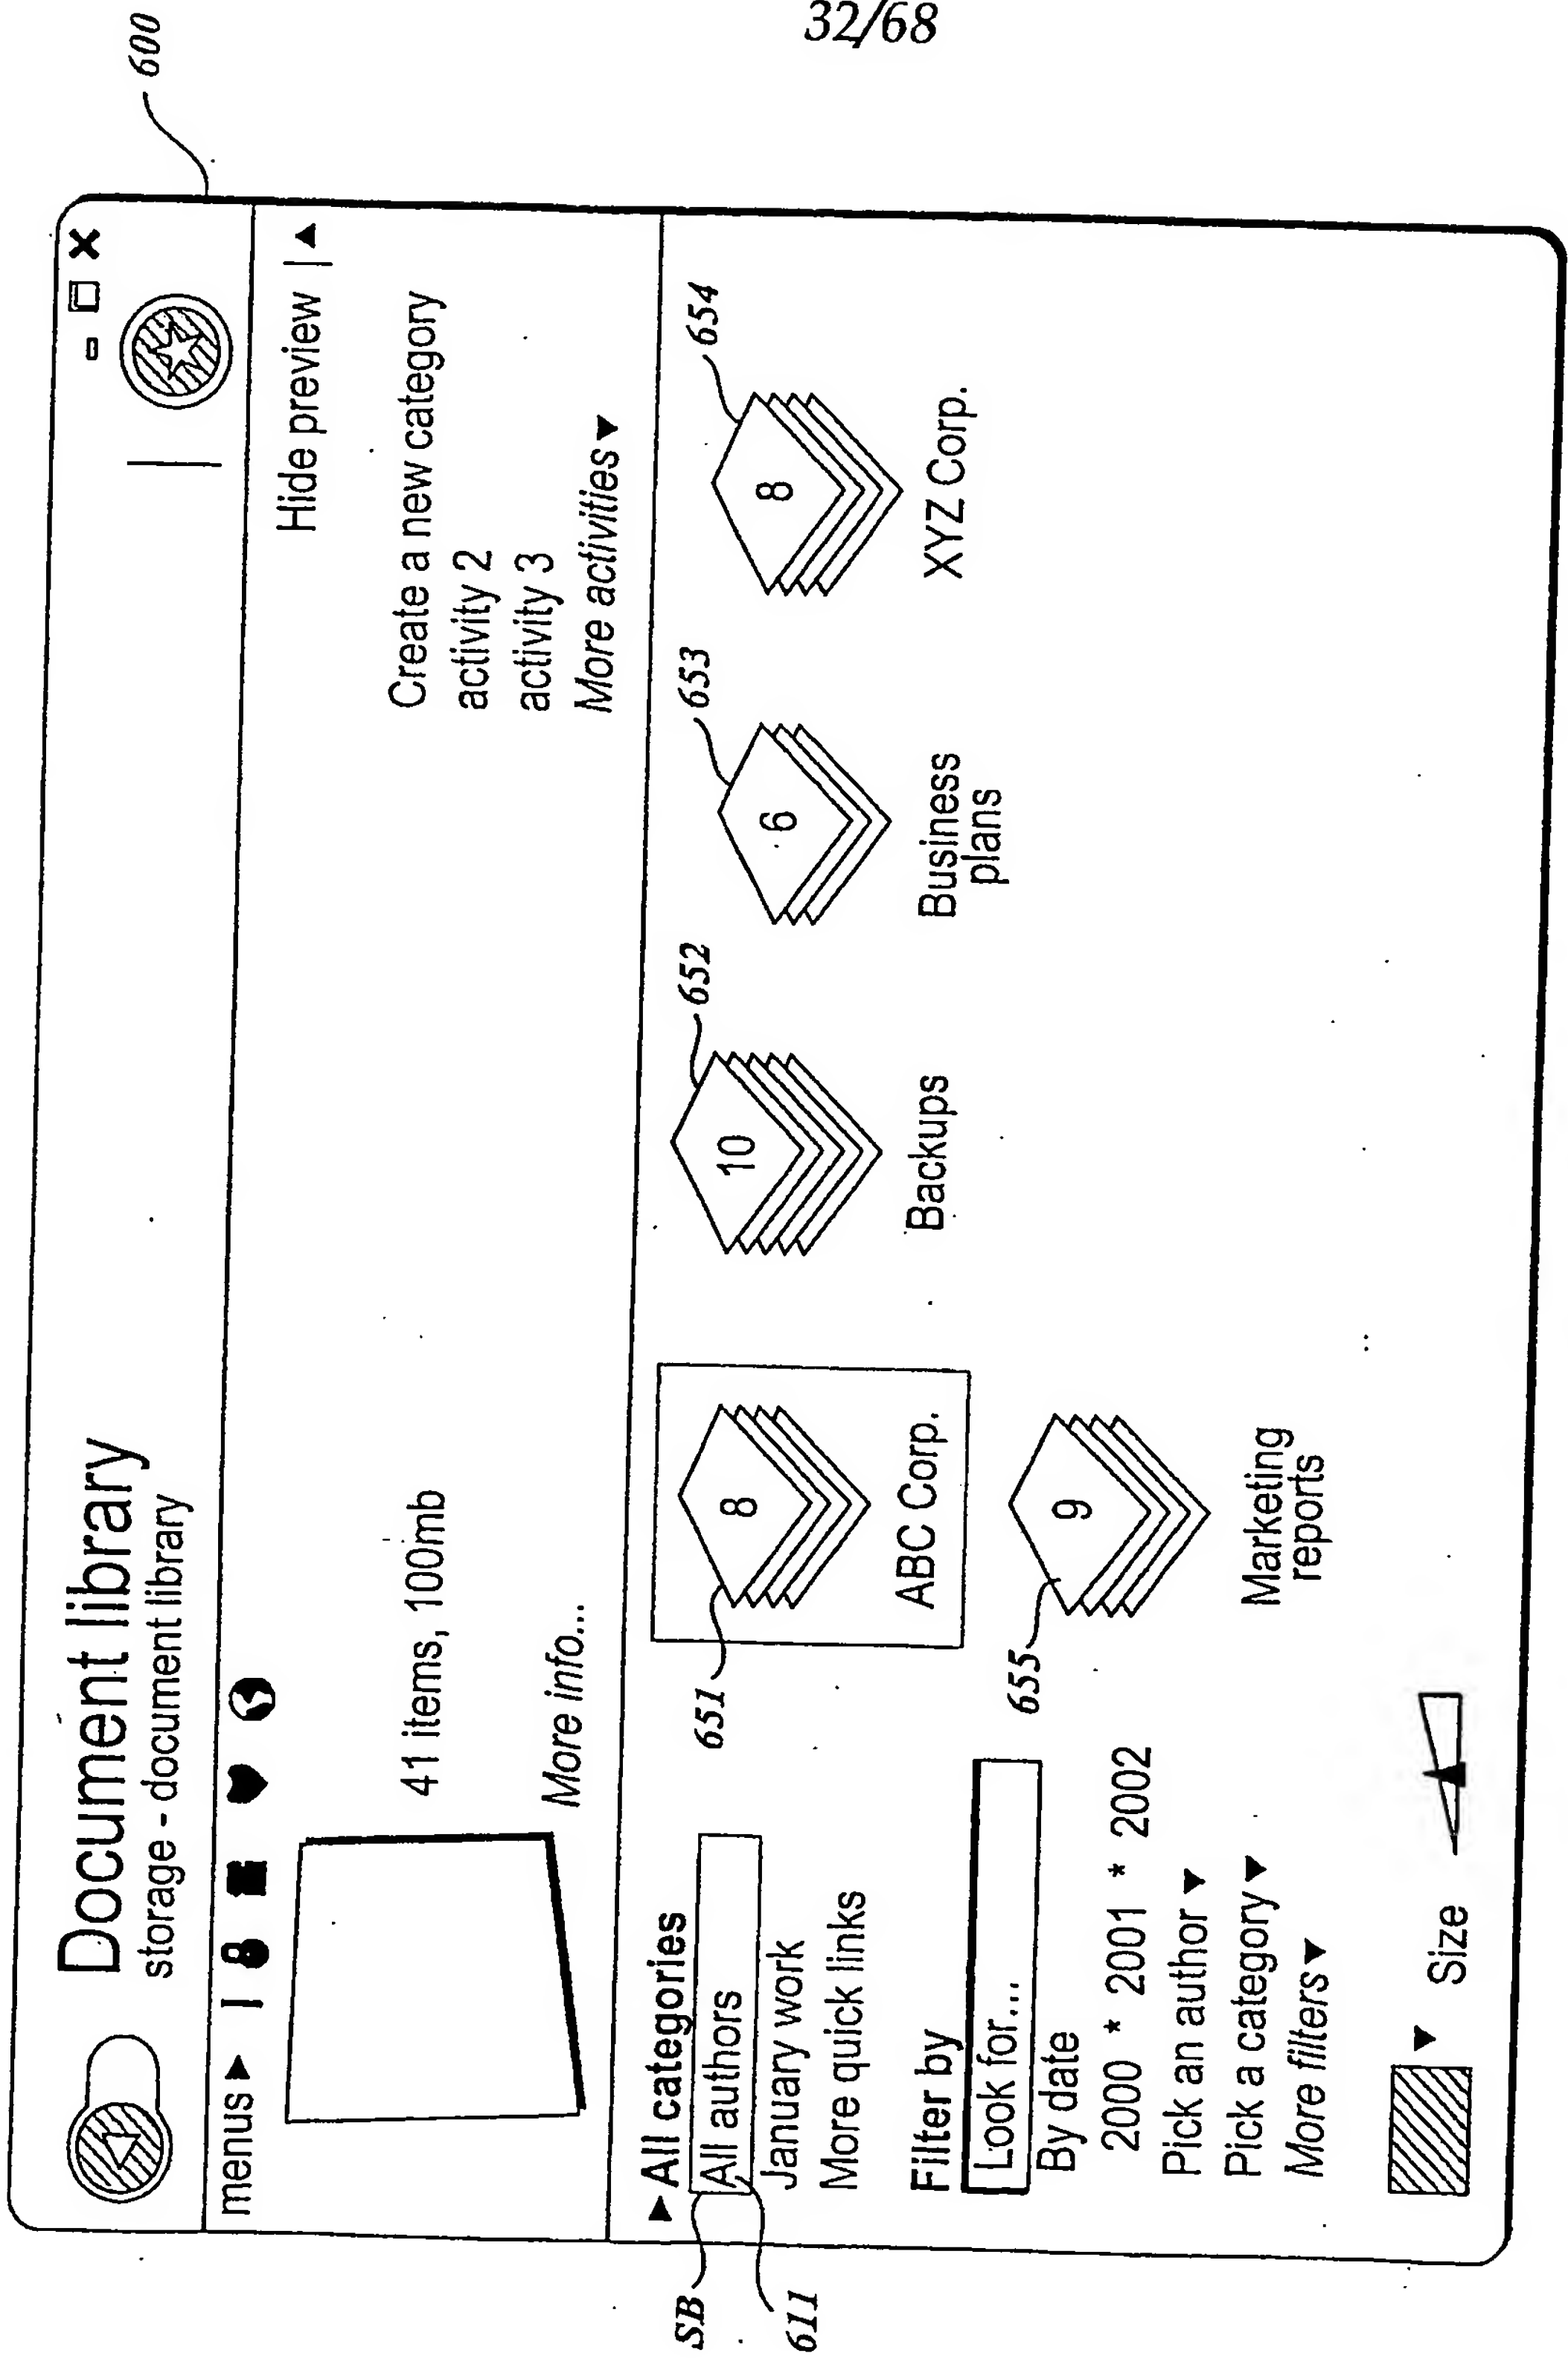 32/68
600
Document library
storage - document library
menus
Hide preview
41 items, 100mb
More info...
Create a new category
activity 2
activity 3
More activities
All categories
SB
All authors
611
January work
More quick links
Filter by
Look for...
By date
2000 * 2001 * 2002
Pick an author
Pick a category
More filters
Size
651
8
ABC Corp.
652
10
Backups
653
6
Business
plans
654
8
XYZ Corp.
655
9
Marketing
reports